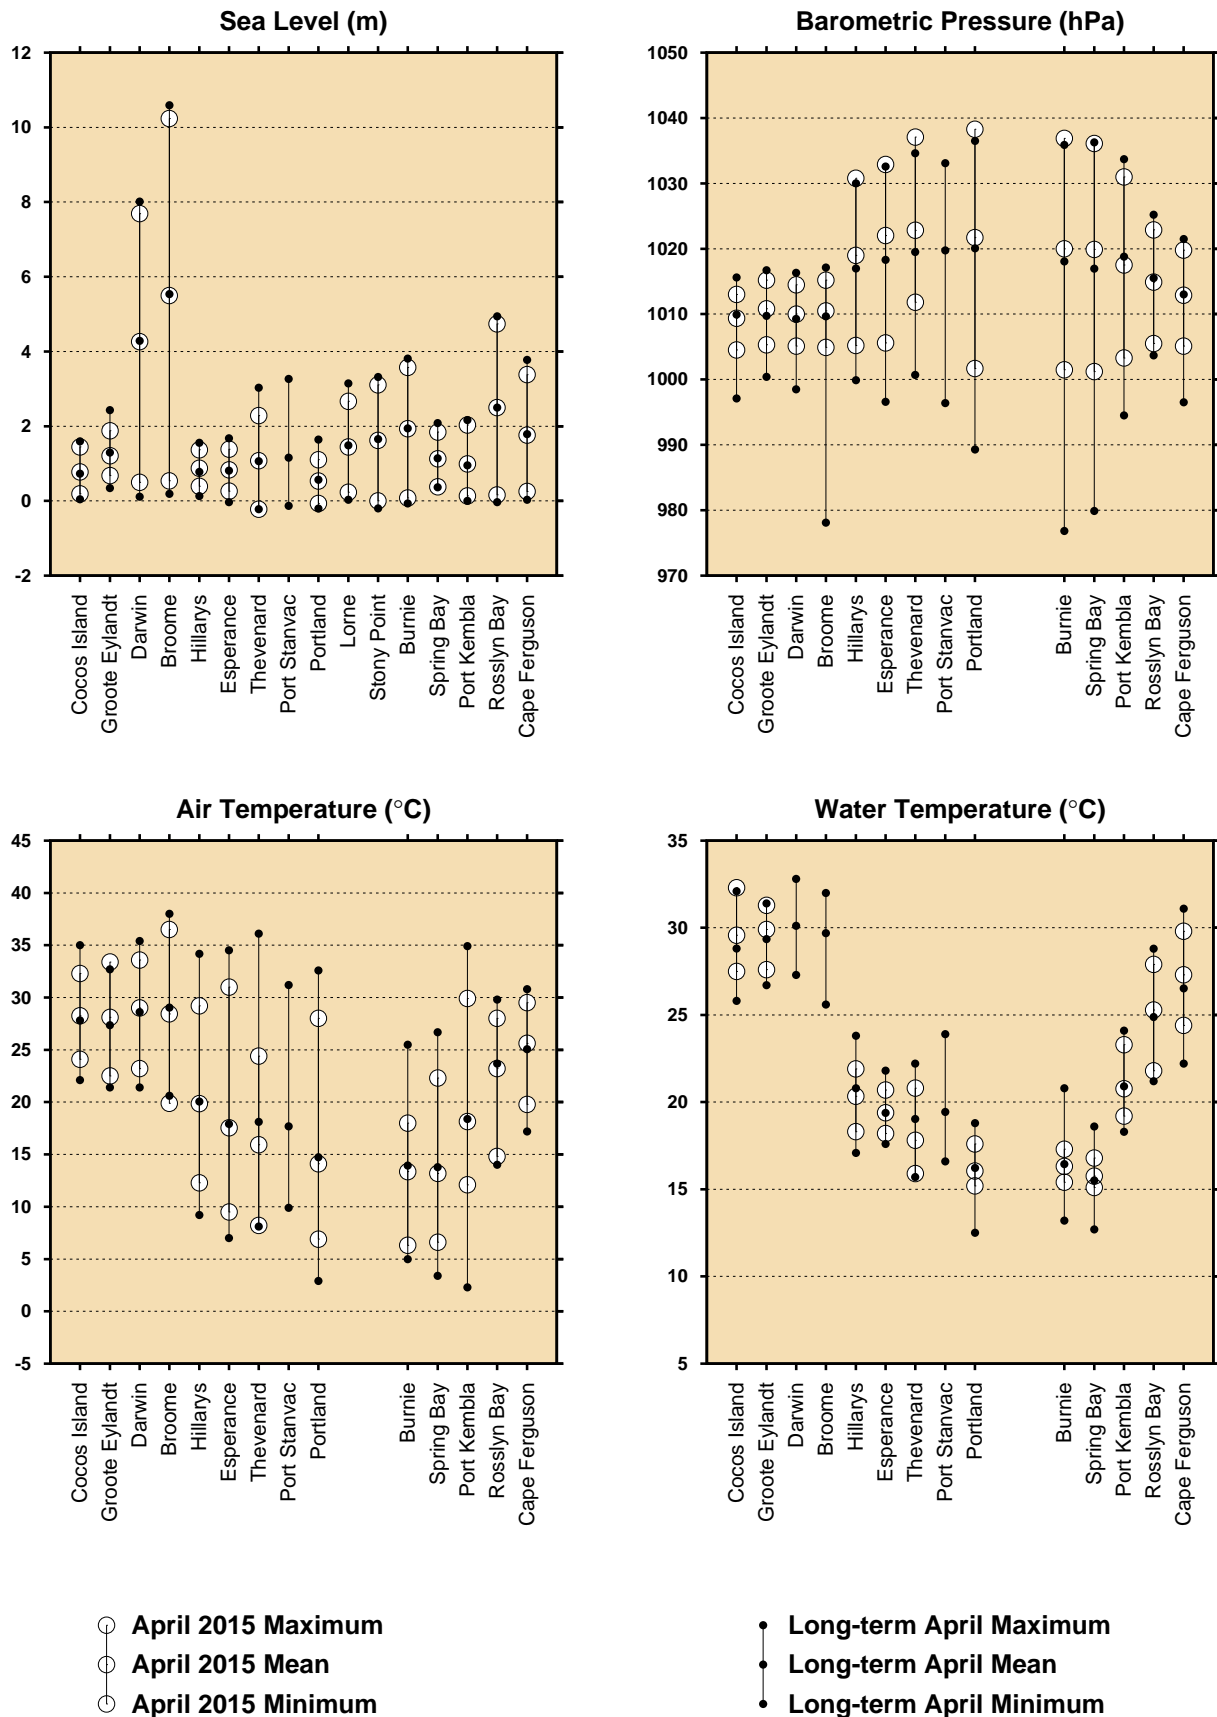 Sea Level (m)
12
10
8
6
4
2
0
-2
Cocos Island
Groote Eylandt
Darwin
Broome
Hillarys
Esperance
Thevenard
Port Stanvac
Portland
Lorne
Stony Point
Burnie
Spring Bay
Port Kembla
Rosslyn Bay
Cape Ferguson
Barometric Pressure (hPa)
1050
1040
1030
1020
1010
1000
990
980
970
Cocos Island
Groote Eylandt
Darwin
Broome
Hillarys
Esperance
Thevenard
Port Stanvac
Portland
Burnie
Spring Bay
Port Kembla
Rosslyn Bay
Cape Ferguson
Air Temperature (°C)
45
40
35
30
25
20
15
10
5
0
-5
Cocos Island
Groote Eylandt
Darwin
Broome
Hillarys
Esperance
Thevenard
Port Stanvac
Portland
Burnie
Spring Bay
Port Kembla
Rosslyn Bay
Cape Ferguson
Water Temperature (°C)
35
30
25
20
15
10
5
Cocos Island
Groote Eylandt
Darwin
Broome
Hillarys
Esperance
Thevenard
Port Stanvac
Portland
Burnie
Spring Bay
Port Kembla
Rosslyn Bay
Cape Ferguson
April 2015 Maximum
April 2015 Mean
April 2015 Minimum
Long-term April Maximum
Long-term April Mean
Long-term April Minimum